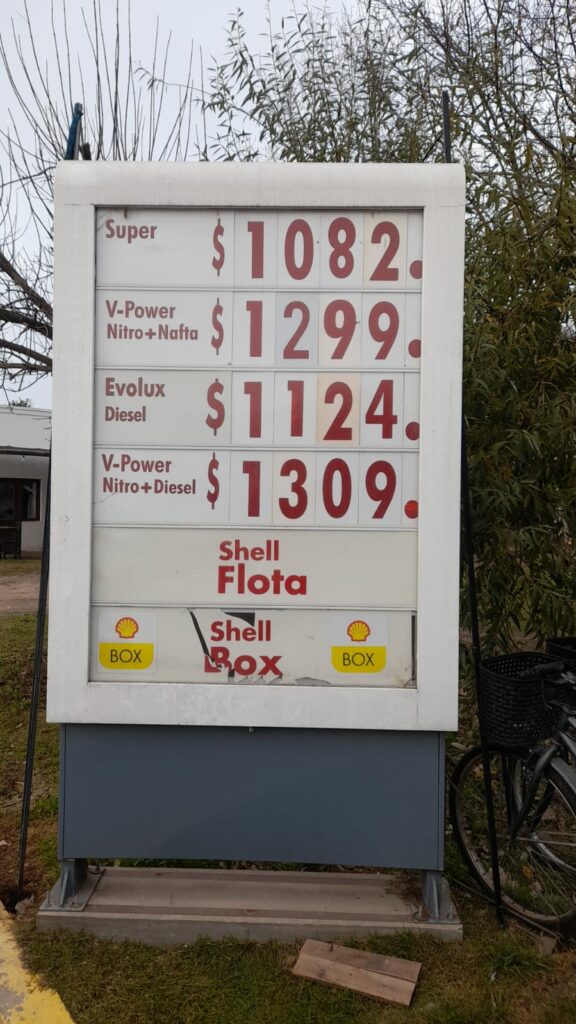 Super $1082.
V-Power
Nitro+Nafta $1299.
Evolux
Diesel $1124.
V-Power
Nitro+Diesel $1309.
Shell
Flota
Shell
Box
BOX
BOX